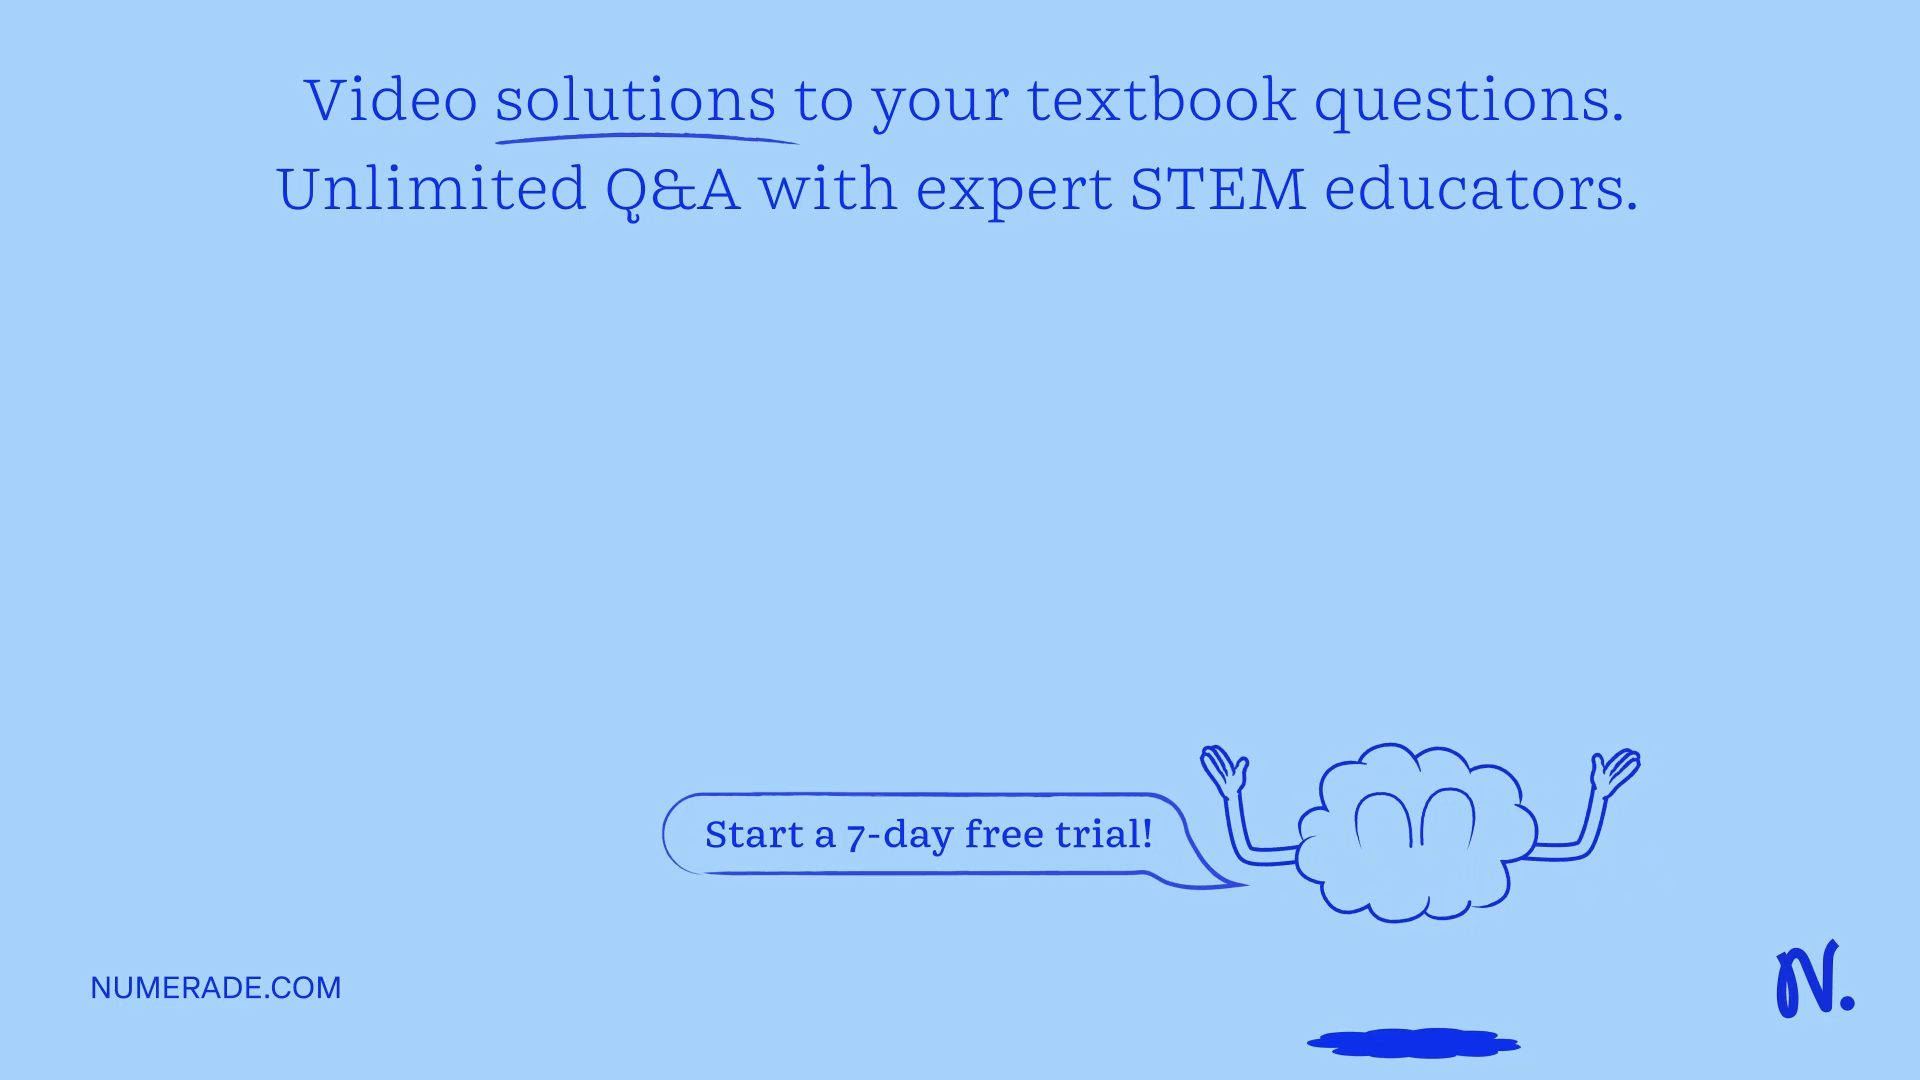 Video solutions to your textbook questions.
Unlimited Q&A with expert STEM educators.
Start a 7-day free trial!
NUMERADE.COM
N.